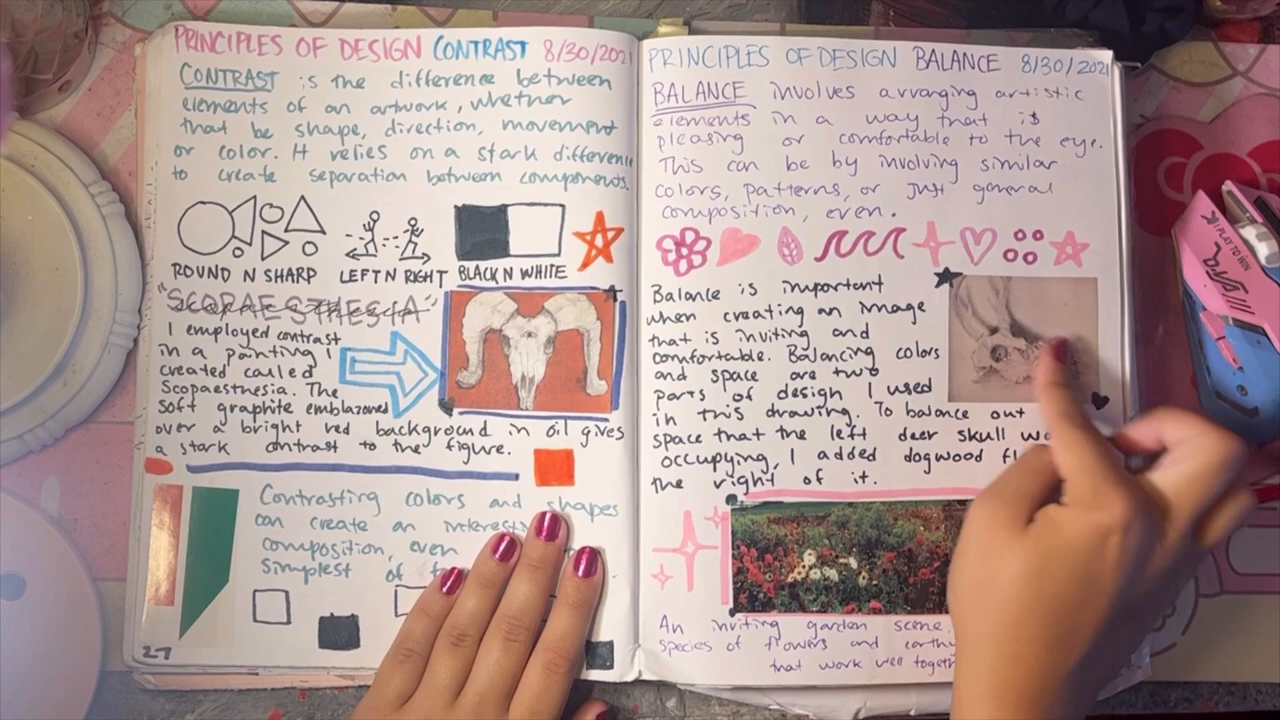 PRINCIPLES OF DESIGN CONTRAST 8/30/2021
CONTRAST is the difference between
elements of an artwork, whether
that be shape, direction, movement
or color. It relies on a stark difference
to create separation between components.
ROUND N SHARP LEFT N RIGHT BLACK N WHITE
"SCOPAESTHESIA"
I employed contrast
in a painting I
created called
Scopaesthesia. The
soft graphite emblazoned
over a bright red background in oil gives
a stark contrast to the figure.
Contrasting colors and shapes
can create an
composition, even
simplest of
27
PRINCIPLES OF DESIGN BALANCE 8/30/2021
BALANCE involves arranging artistic
elements in a way that is
pleasing or comfortable to the eye.
This can be by involving similar
colors, patterns, or just general
composition, even.
Balance is important
when creating an image
that is inviting and
comfortable. Balancing colors
and space are two
parts of design I used
in this drawing. To balance out
space that the left deer skull
occupying, I added dogwood
the right of it.
An inviting garden scene,
species of flowers and
that work well
I PLAY TO WIN